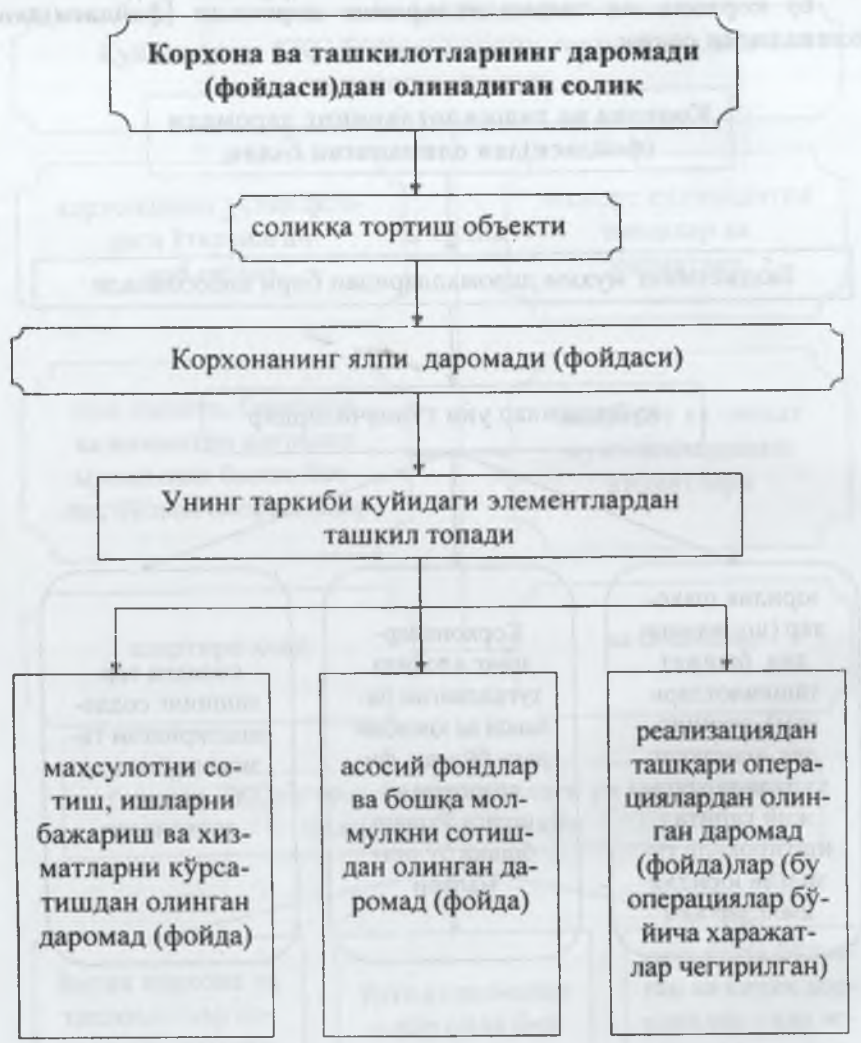 Корхона ва ташкилотларнинг даромади
(фойдаси)дан олинадиган солиқ
солиққа тортиш объекти
Корхонанинг ялпи даромади (фойдаси)
Унинг таркиби қуйидаги элементлардан
ташкил топади
маҳсулотни со-
тиш, ишларни
бажариш ва хиз-
матларни кўрса-
тишдан олинган
даромад (фойда)
асосий фондлар
ва бошқа мол-
мулкни сотиш-
дан олинган да-
ромад (фойда)
реализациядан
ташқари опера-
циялардан олин-
ган даромад
(фойда)лар (бу
операциялар бў-
йича харажат-
лар чегирилган)